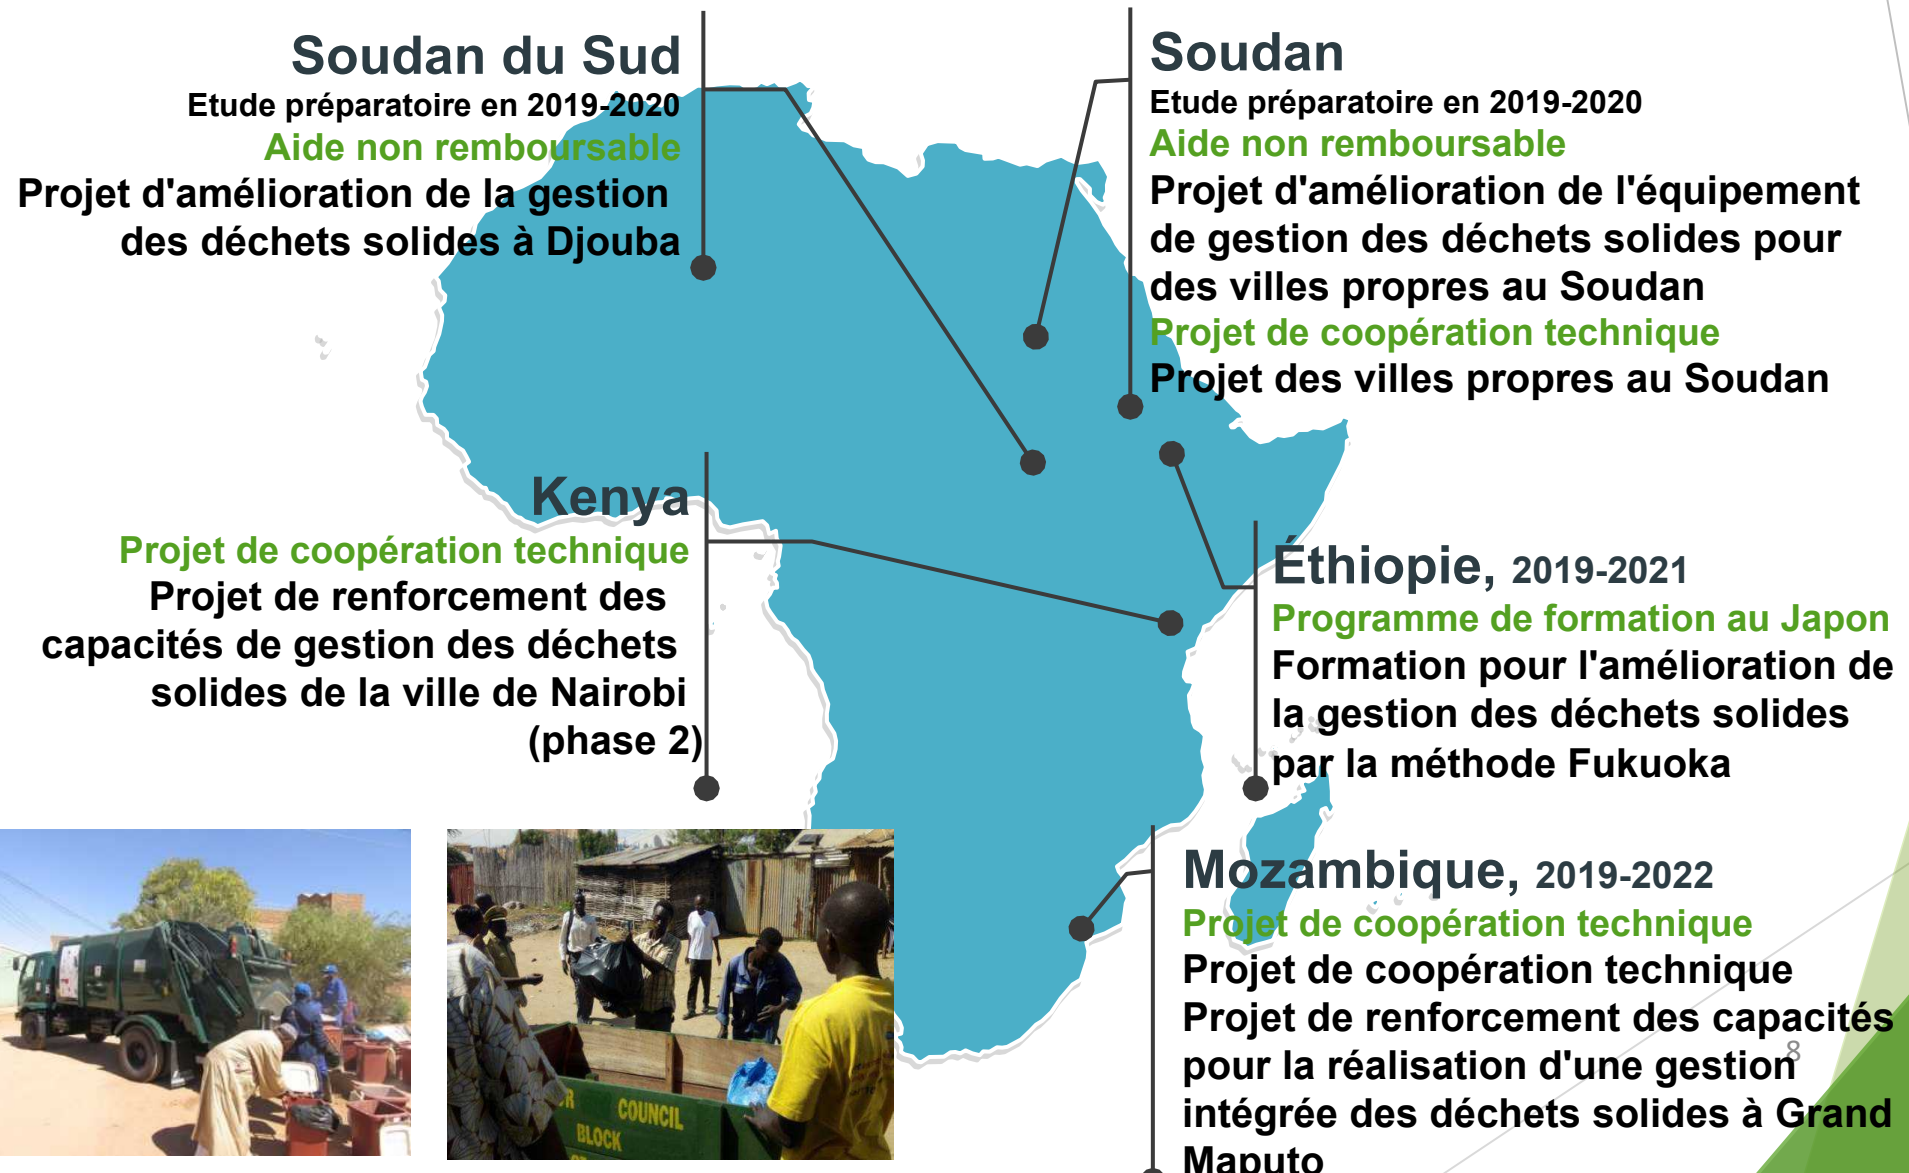 Soudan du Sud
Etude préparatoire en 2019-2020
Aide non remboursable
Projet d'amélioration de la gestion
des déchets solides à Djouba
Soudan
Etude préparatoire en 2019-2020
Aide non remboursable
Projet d'amélioration de l'équipement
de gestion des déchets solides pour
des villes propres au Soudan
Projet de coopération technique
Projet des villes propres au Soudan
Kenya
Projet de coopération technique
Projet de renforcement des
capacités de gestion des déchets
solides de la ville de Nairobi
(phase 2)
Éthiopie, 2019-2021
Programme de formation au Japon
Formation pour l'amélioration de
la gestion des déchets solides
par la méthode Fukuoka
Mozambique, 2019-2022
Projet de coopération technique
Projet de coopération technique
Projet de renforcement des capacités
pour la réalisation d'une gestion
intégrée des déchets solides à Grand
Maputo
8
COUNCIL
BLOCK